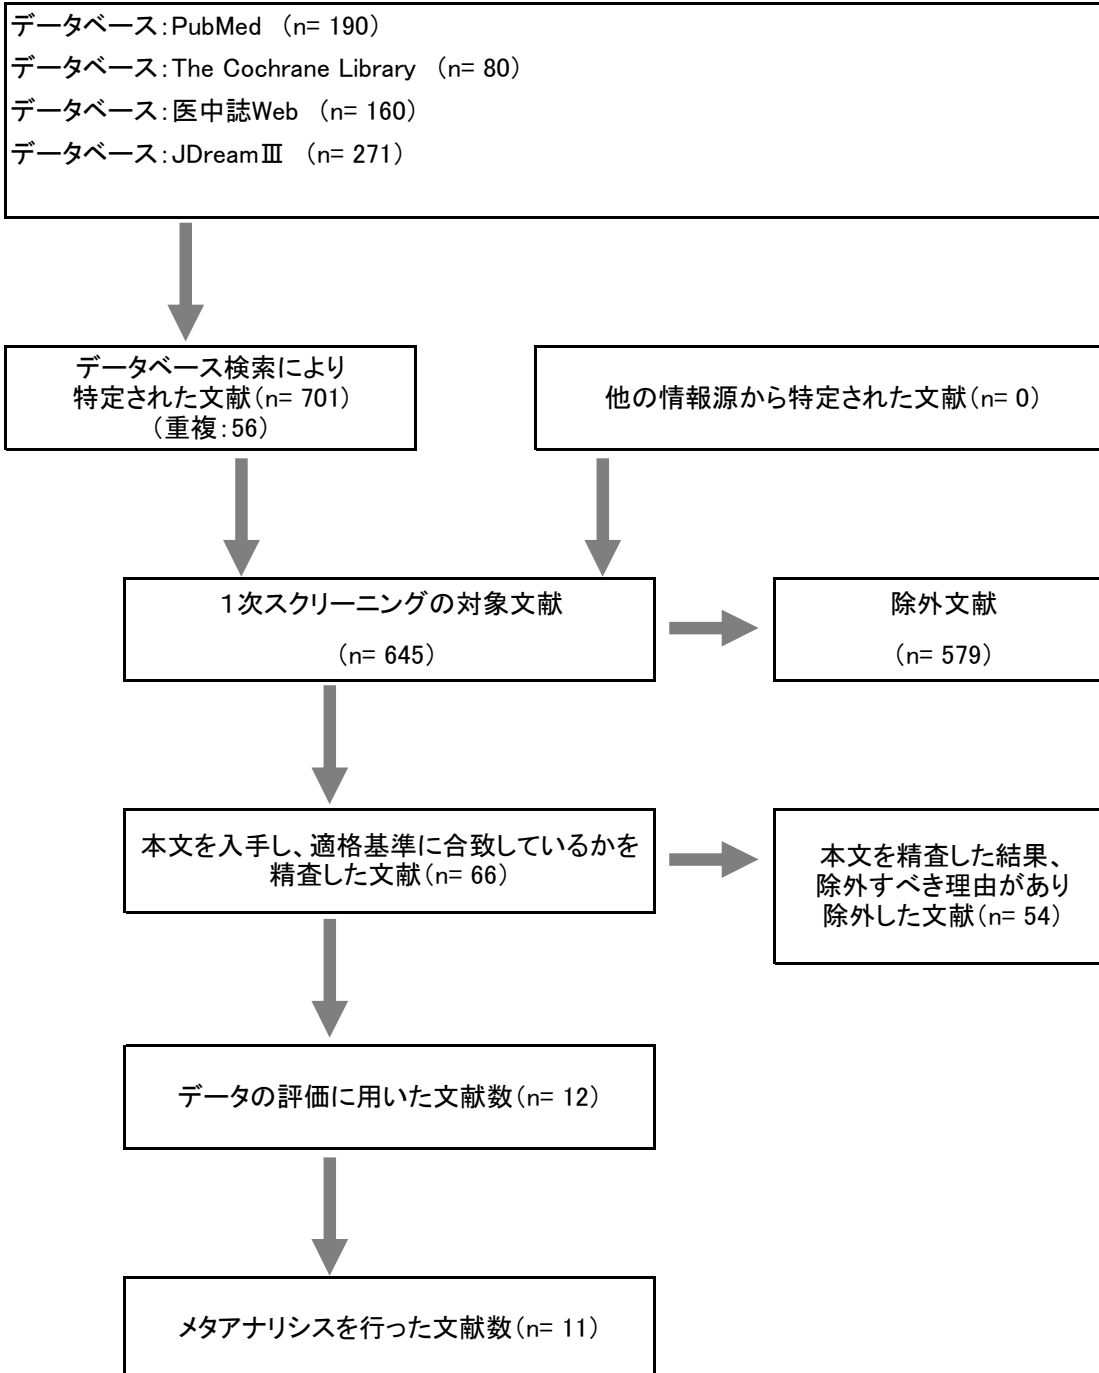 データベース：PubMed （n= 190）
データベース：The Cochrane Library （n= 80）
データベース：医中誌Web （n= 160）
データベース：JDreamⅢ （n= 271）
データベース検索により
特定された文献（n= 701）
（重複：56）
他の情報源から特定された文献（n= 0）
１次スクリーニングの対象文献
（n= 645）
除外文献
（n= 579）
本文を入手し、適格基準に合致しているかを
精査した文献（n= 66）
本文を精査した結果、
除外すべき理由があり
除外した文献（n= 54）
データの評価に用いた文献数（n= 12）
メタアナリシスを行った文献数（n= 11）